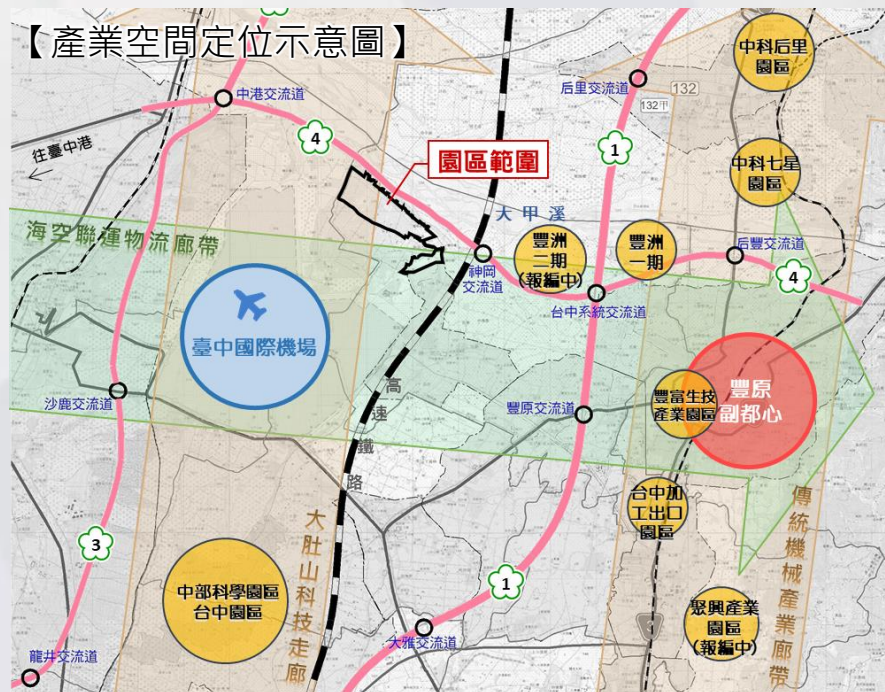 【產業空間定位示意圖】
中科后里
園區
中港交流道
后里交流道
132
132甲
4
1
往臺中港
園區範圍
中科七星
園區
大甲溪
海空聯運物流廊帶
豐洲
二期
(報編中)
豐洲
一期
后豐交流道
神岡
交流道
4
台中系統交流道
臺中國際機場
高速鐵路
沙鹿交流道
豐原交流道
豐富生技
產業園區
豐原
副都心
台中加
工出口
園區
傳統機械產業廊帶
大肚山科技走廊
3
中部科學園區
台中園區
1
聚興產業
園區
(報編中)
大雅交流道
龍井交流道